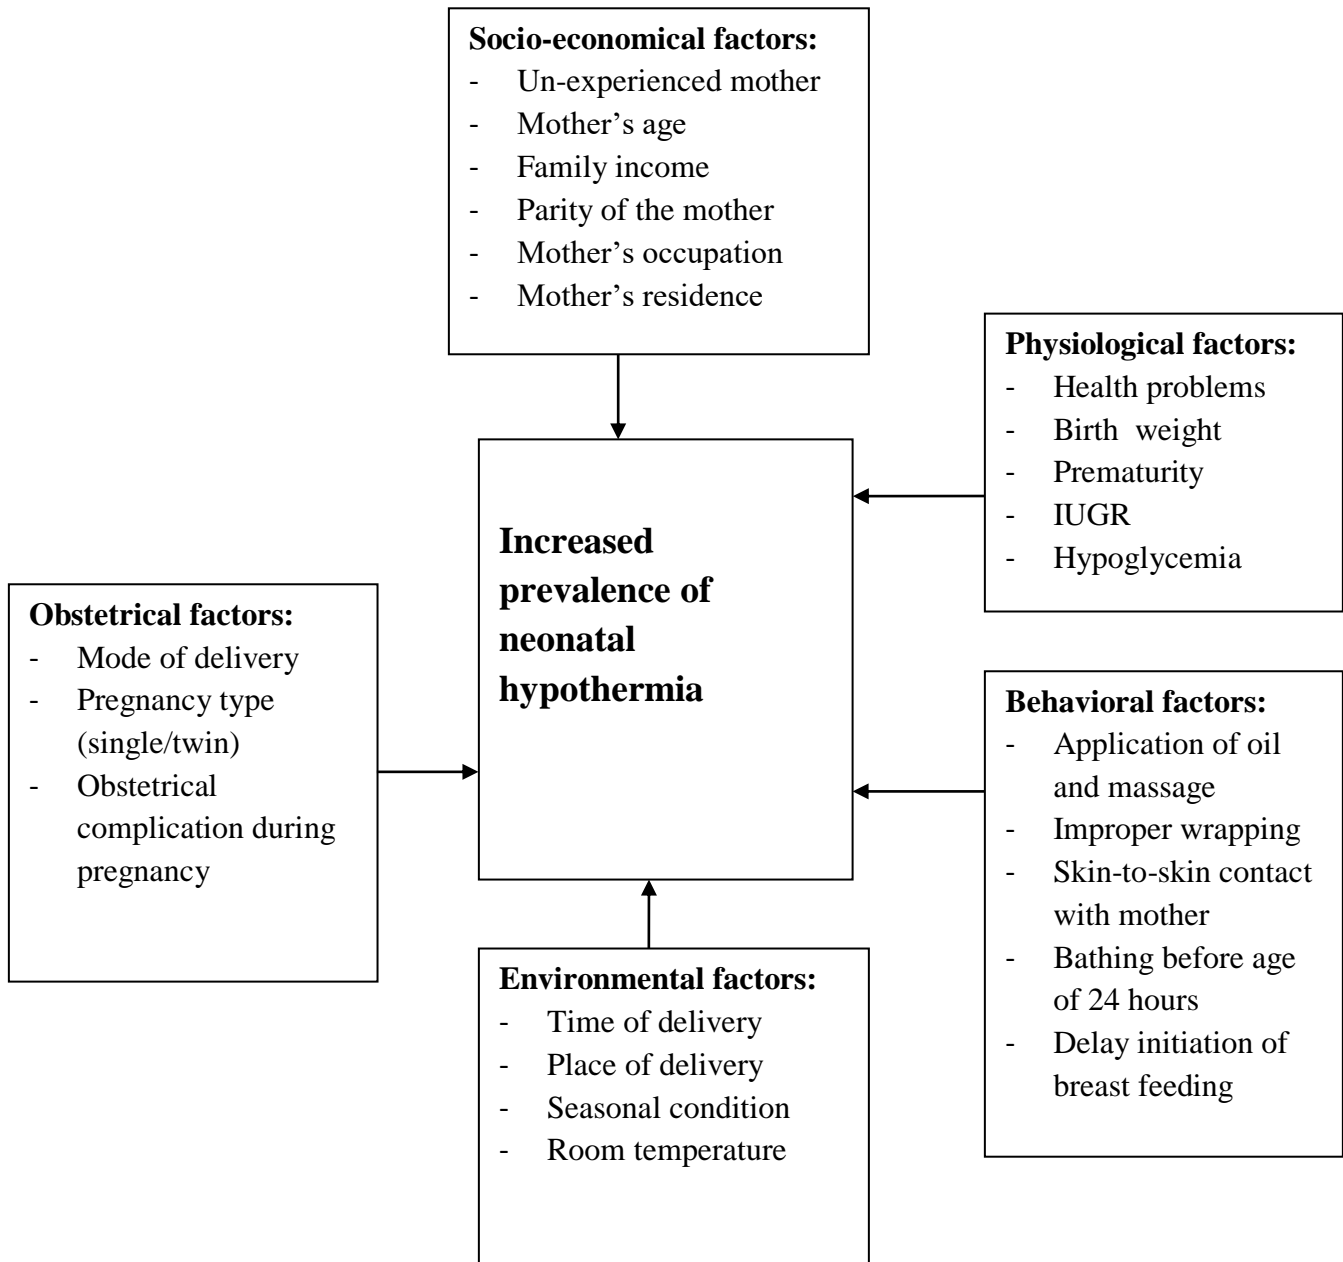 Socio-economical factors:
- Un-experienced mother
- Mother’s age
- Family income
- Parity of the mother
- Mother’s occupation
- Mother’s residence
Physiological factors:
- Health problems
- Birth weight
- Prematurity
- IUGR
- Hypoglycemia
Increased
prevalence of
neonatal
hypothermia
Obstetrical factors:
- Mode of delivery
- Pregnancy type
(single/twin)
- Obstetrical
complication during
pregnancy
Behavioral factors:
- Application of oil
and massage
- Improper wrapping
- Skin-to-skin contact
with mother
- Bathing before age
of 24 hours
- Delay initiation of
breast feeding
Environmental factors:
- Time of delivery
- Place of delivery
- Seasonal condition
- Room temperature